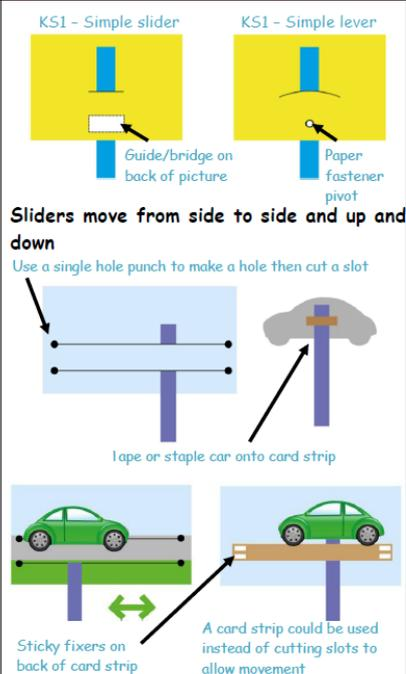 KS1 – Simple slider
KS1 – Simple lever
Guide/bridge on
back of picture
Paper
fastener
pivot
Sliders move from side to side and up and
down
Use a single hole punch to make a hole then cut a slot
Tape or staple car onto card strip
Sticky fixers on
back of card strip
A card strip could be used
instead of cutting slots to
allow movement